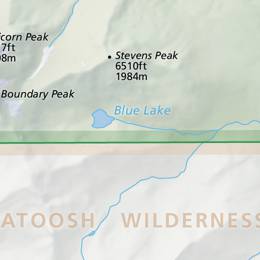 corn Peak
7ft
8m
Stevens Peak
6510ft
1984m
Boundary Peak
Blue Lake
ATOOSH WILDERNESS